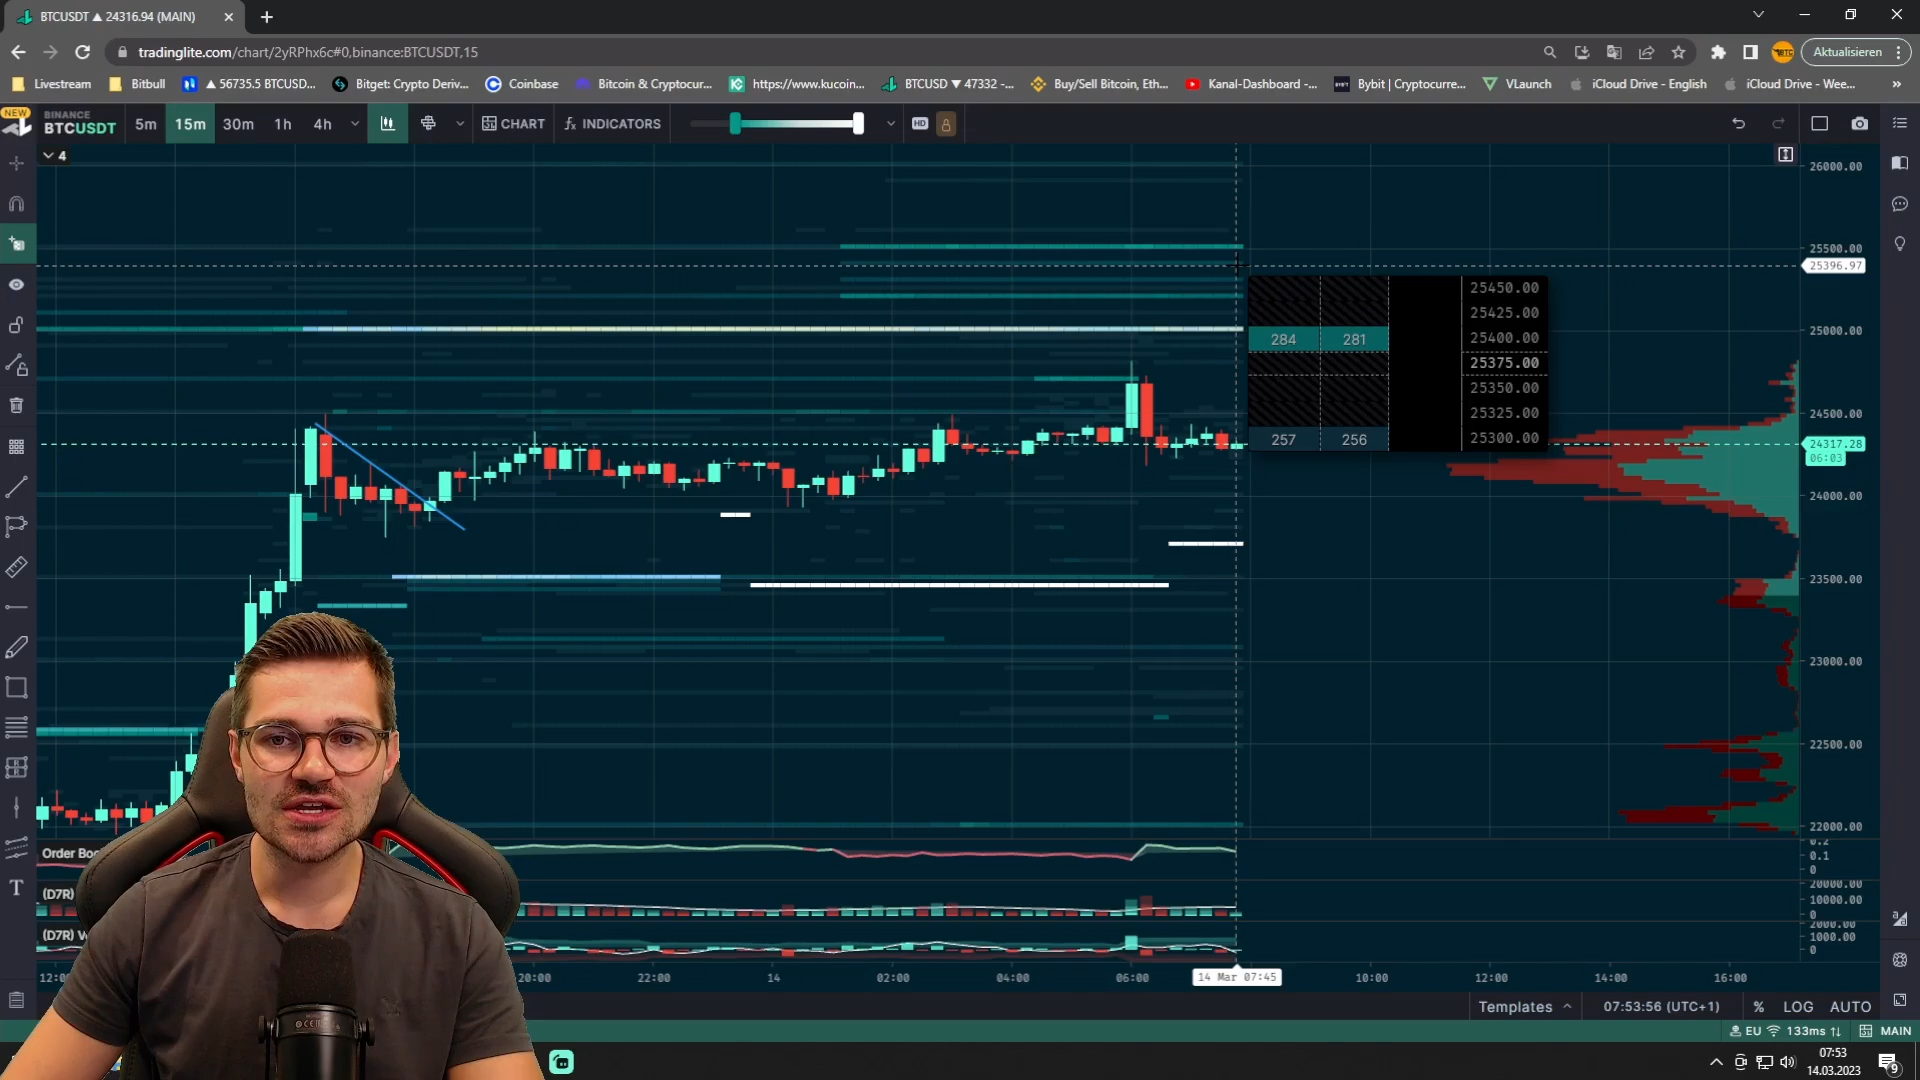 BTCUSDT ▲ 24316.94 (MAIN)
tradinglite.com/chart/2yRPhx6c#0,binance:BTCUSDT,15
Aktualisieren
Livestream
Bitbull
▲ 56735.5 BTCUSD...
Bitget: Crypto Deriv...
Coinbase
Bitcoin & Cryptocur...
https://www.kucoin...
BTCUSD ▼ 47332 -...
Buy/Sell Bitcoin, Eth...
Kanal-Dashboard -...
Bybit | Cryptocurre...
VLaunch
iCloud Drive - English
iCloud Drive - Wee...
NEW
BINANCE
BTCUSDT
5m
15m
30m
1h
4h
CHART
fx INDICATORS
HD
4
26000.00
25500.00
25396.97
25000.00
24500.00
24317.28
06:03
24000.00
23500.00
23000.00
22500.00
22000.00
25450.00
25425.00
284 281 25400.00
25375.00
25350.00
25325.00
257 256 25300.00
Order Boo
0.2
0.1
0
(D7R)
20000.00
10000.00
0
(D7R) V
2000.00
1000.00
0
12:0
20:00
22:00
14
02:00
04:00
06:00
14 Mar 07:45
10:00
12:00
14:00
16:00
Templates
07:53:56 (UTC+1)
%
LOG
AUTO
EU
133ms
MAIN
07:53
14.03.2023
9